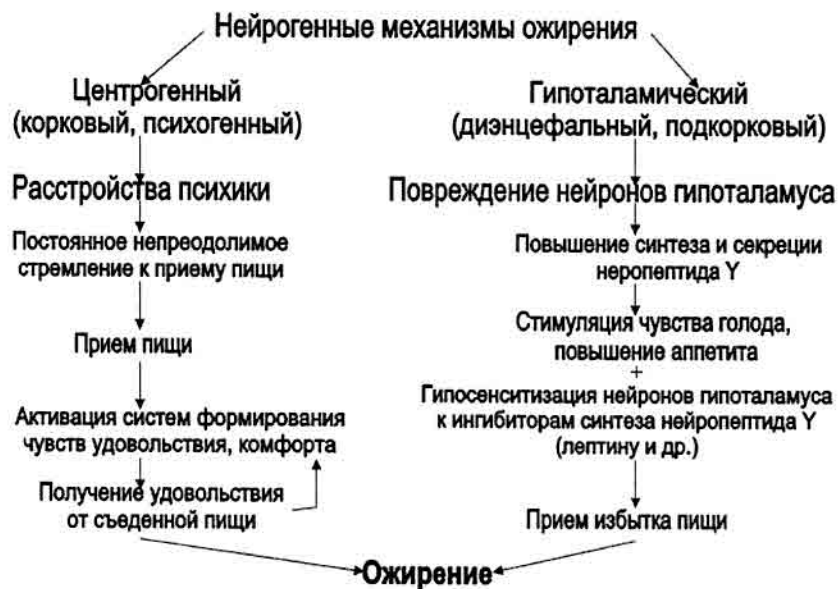 Нейрогенные механизмы ожирения
Центрогенный
(корковый, психогенный)
Расстройства психики
Постоянное непреодолимое
стремление к приему пищи
Прием пищи
Активация систем формирования
чувств удовольствия, комфорта
Получение удовольствия
от съеденной пищи
Гипоталамический
(диэнцефальный, подкорковый)
Повреждение нейронов гипоталамуса
Повышение синтеза и секреции
неропептида Y
Стимуляция чувства голода,
повышение аппетита
+
Гипосенситизация нейронов гипоталамуса
к ингибиторам синтеза нейропептида Y
(лептину и др.)
Прием избытка пищи
Ожирение